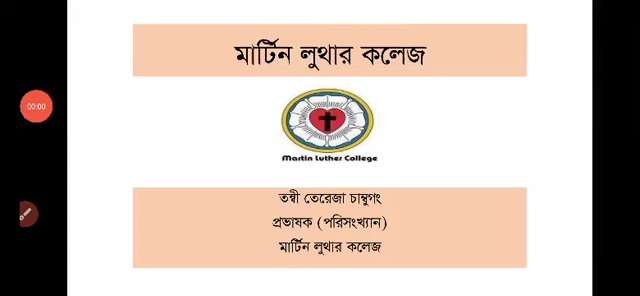 মার্টিন লুথার কলেজ
00:00
Martin Luther College
তন্বী তেরেজা চাম্বুগং
প্রভাষক (পরিসংখ্যান)
মার্টিন লুথার কলেজ